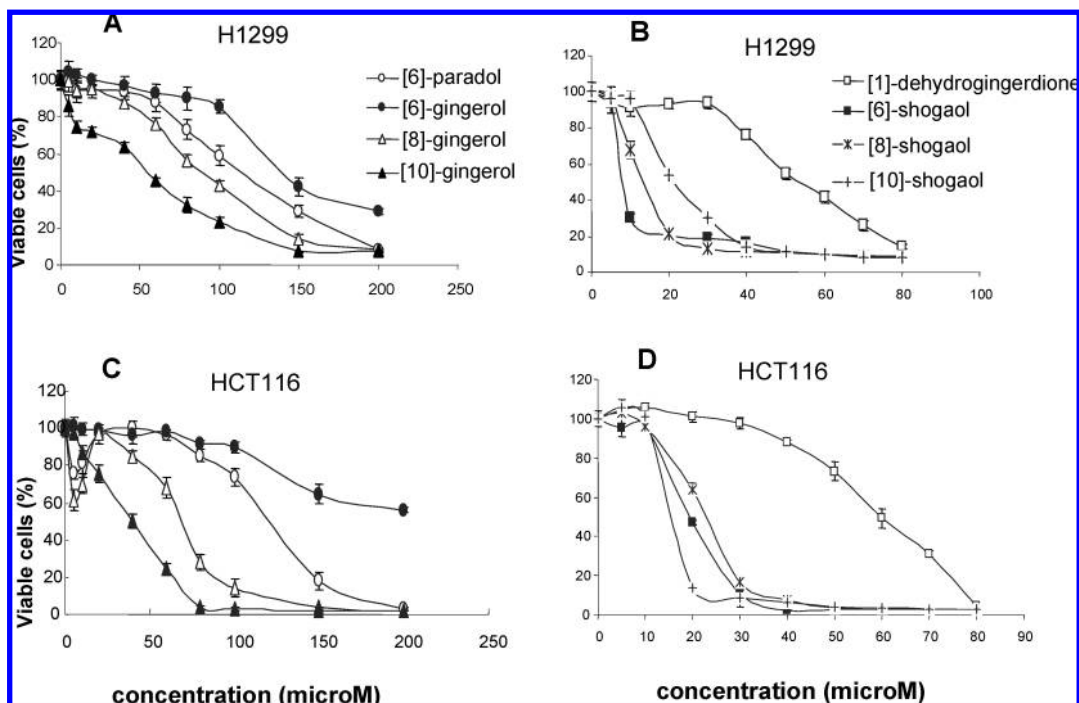 A
H1299
120
100
80
60
40
20
0
Viable cells (%)
0 50 100 150 200 250
[6]-paradol
[6]-gingerol
[8]-gingerol
[10]-gingerol
B
H1299
120
100
80
60
40
20
0
0 20 40 60 80 100
[1]-dehydrogingerdione
[6]-shogaol
[8]-shogaol
[10]-shogaol
C
HCT116
120
100
80
60
40
20
0
Viable cells (%)
0 50 100 150 200 250
concentration (microM)
D
HCT116
120
100
80
60
40
20
0
0 10 20 30 40 50 60 70 80 90
concentration (microM)